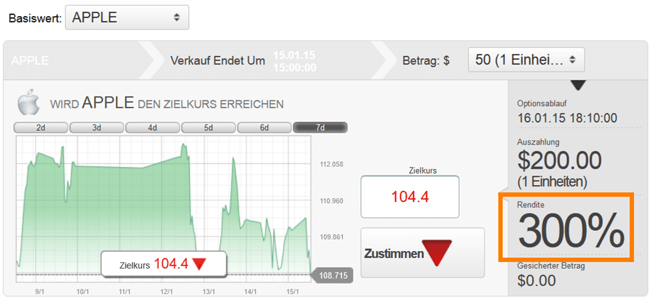 Basiswert: APPLE
APPLE
Verkauf Endet Um 15.01.15 15:00:00
Betrag: $ 50 (1 Einhei...
WIRD APPLE DEN ZIELKURS ERREICHEN
2d 3d 4d 5d 6d 7d
112.058
110.960
109.861
108.715
9/1 10/1 11/1 12/1 13/1 14/1 15/1
Zielkurs 104.4
Zielkurs
104.4
Zustimmen
Optionsablauf
16.01.15 18:10:00
Auszahlung
$200.00
(1 Einheiten)
Rendite
300%
Gesicherter Betrag
$0.00